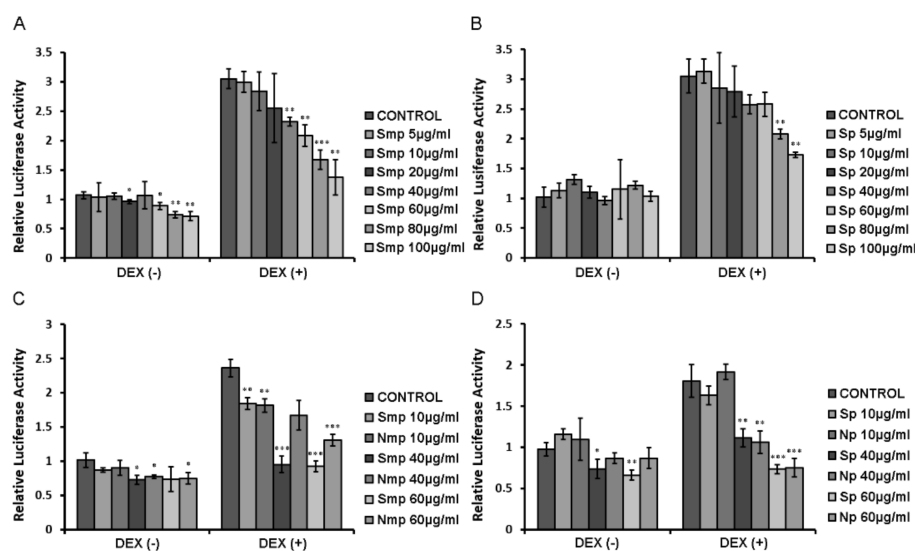 A
Relative Luciferase Activity
3.5
3
2.5
2
1.5
1
0.5
0
* * ** **
** ** *** **
DEX (-) DEX (+)
CONTROL
Smp 5µg/ml
Smp 10µg/ml
Smp 20µg/ml
Smp 40µg/ml
Smp 60µg/ml
Smp 80µg/ml
Smp 100µg/ml
B
Relative Lusiferase Activity
3.5
3
2.5
2
1.5
1
0.5
0
** **
DEX (-) DEX (+)
CONTROL
Sp 5µg/ml
Sp 10µg/ml
Sp 20µg/ml
Sp 40µg/ml
Sp 60µg/ml
Sp 80µg/ml
Sp 100µg/ml
C
Relative Luciferase Activity
3
2.5
2
1.5
1
0.5
0
* * *
** ** *** *** ***
DEX (-) DEX (+)
CONTROL
Smp 10µg/ml
Nmp 10µg/ml
Smp 40µg/ml
Nmp 40µg/ml
Smp 60µg/ml
Nmp 60µg/ml
D
Relative Luciferase Activity
2.5
2
1.5
1
0.5
0
* **
** ** *** ***
DEX (-) DEX (+)
CONTROL
Sp 10µg/ml
Np 10µg/ml
Sp 40µg/ml
Np 40µg/ml
Sp 60µg/ml
Np 60µg/ml